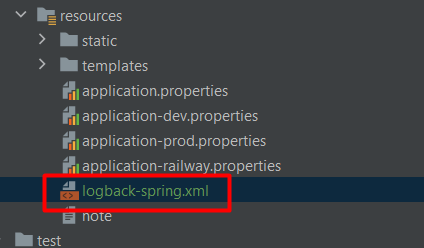 resources
static
templates
application.properties
application-dev.properties
application-prod.properties
application-railway.properties
logback-spring.xml
note
test